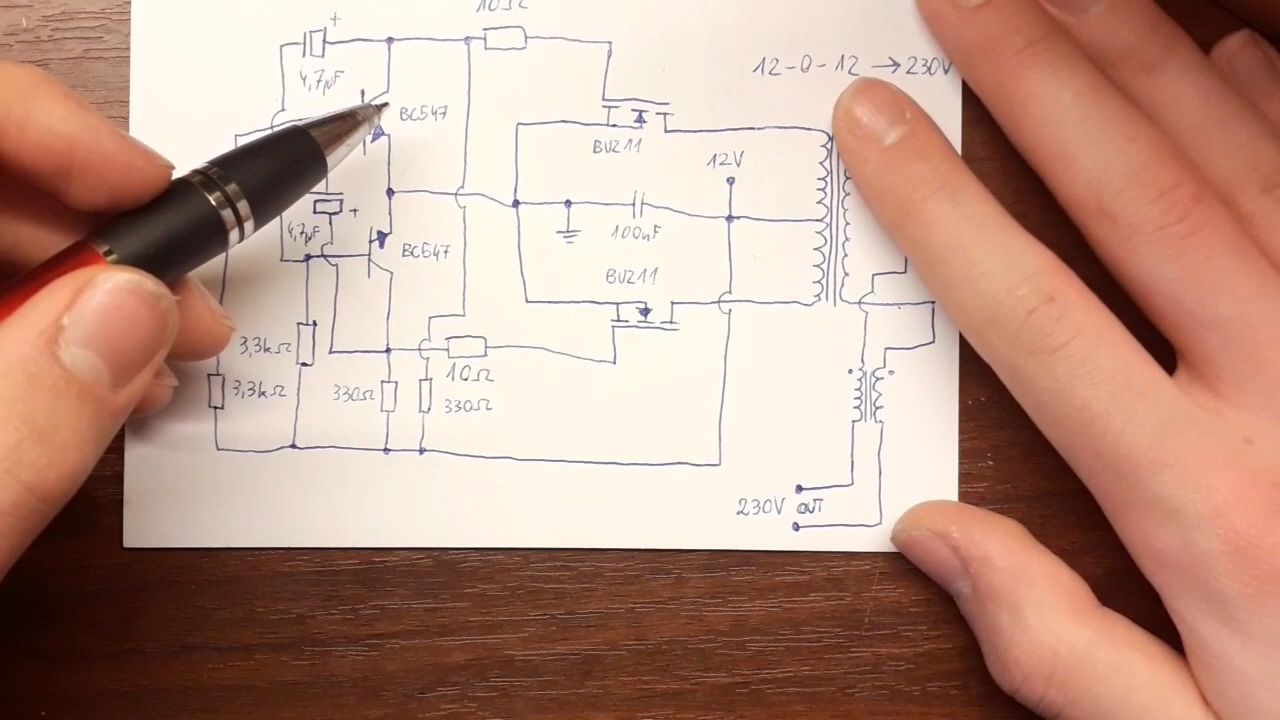 10Ω
+
4,7µF
12-0-12 → 230V
BC547
BUZ11
12V
4,7µF +
BC547
100nF
BUZ11
3,3kΩ
10Ω
3,3kΩ
330Ω
330Ω
230V OUT